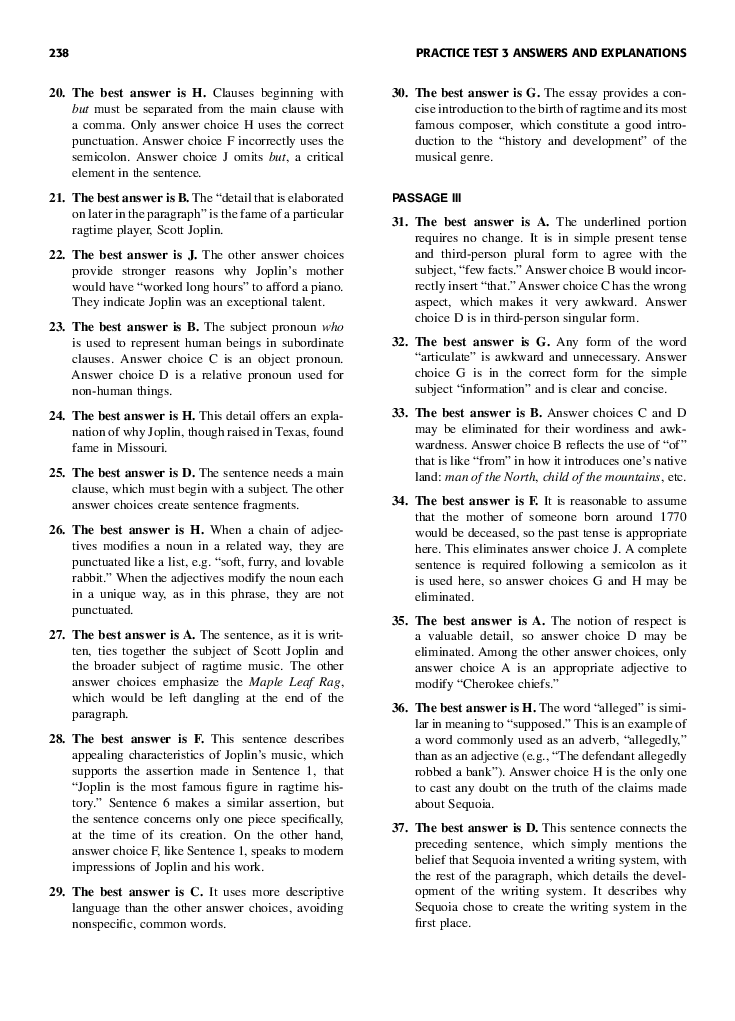 238
PRACTICE TEST 3 ANSWERS AND EXPLANATIONS
20. The best answer is H. Clauses beginning with
but must be separated from the main clause with
a comma. Only answer choice H uses the correct
punctuation. Answer choice F incorrectly uses the
semicolon. Answer choice J omits but, a critical
element in the sentence.
21. The best answer is B. The “detail that is elaborated
on later in the paragraph” is the fame of a particular
ragtime player, Scott Joplin.
22. The best answer is J. The other answer choices
provide stronger reasons why Joplin’s mother
would have “worked long hours” to afford a piano.
They indicate Joplin was an exceptional talent.
23. The best answer is B. The subject pronoun who
is used to represent human beings in subordinate
clauses. Answer choice C is an object pronoun.
Answer choice D is a relative pronoun used for
non-human things.
24. The best answer is H. This detail offers an expla-
nation of why Joplin, though raised in Texas, found
fame in Missouri.
25. The best answer is D. The sentence needs a main
clause, which must begin with a subject. The other
answer choices create sentence fragments.
26. The best answer is H. When a chain of adjec-
tives modifies a noun in a related way, they are
punctuated like a list, e.g. “soft, furry, and lovable
rabbit.” When the adjectives modify the noun each
in a unique way, as in this phrase, they are not
punctuated.
27. The best answer is A. The sentence, as it is writ-
ten, ties together the subject of Scott Joplin and
the broader subject of ragtime music. The other
answer choices emphasize the Maple Leaf Rag,
which would be left dangling at the end of the
paragraph.
28. The best answer is F. This sentence describes
appealing characteristics of Joplin’s music, which
supports the assertion made in Sentence 1, that
“Joplin is the most famous figure in ragtime his-
tory.” Sentence 6 makes a similar assertion, but
the sentence concerns only one piece specifically,
at the time of its creation. On the other hand,
answer choice F, like Sentence 1, speaks to modern
impressions of Joplin and his work.
29. The best answer is C. It uses more descriptive
language than the other answer choices, avoiding
nonspecific, common words.
30. The best answer is G. The essay provides a con-
cise introduction to the birth of ragtime and its most
famous composer, which constitute a good intro-
duction to the “history and development” of the
musical genre.
PASSAGE III
31. The best answer is A. The underlined portion
requires no change. It is in simple present tense
and third-person plural form to agree with the
subject, “few facts.” Answer choice B would incor-
rectly insert “that.” Answer choice C has the wrong
aspect, which makes it very awkward. Answer
choice D is in third-person singular form.
32. The best answer is G. Any form of the word
“articulate” is awkward and unnecessary. Answer
choice G is in the correct form for the simple
subject “information” and is clear and concise.
33. The best answer is B. Answer choices C and D
may be eliminated for their wordiness and awk-
wardness. Answer choice B reflects the use of “of”
that is like “from” in how it introduces one’s native
land: man of the North, child of the mountains, etc.
34. The best answer is F. It is reasonable to assume
that the mother of someone born around 1770
would be deceased, so the past tense is appropriate
here. This eliminates answer choice J. A complete
sentence is required following a semicolon as it
is used here, so answer choices G and H may be
eliminated.
35. The best answer is A. The notion of respect is
a valuable detail, so answer choice D may be
eliminated. Among the other answer choices, only
answer choice A is an appropriate adjective to
modify “Cherokee chiefs.”
36. The best answer is H. The word “alleged” is simi-
lar in meaning to “supposed.” This is an example of
a word commonly used as an adverb, “allegedly,”
than as an adjective (e.g., “The defendant allegedly
robbed a bank”). Answer choice H is the only one
to cast any doubt on the truth of the claims made
about Sequoia.
37. The best answer is D. This sentence connects the
preceding sentence, which simply mentions the
belief that Sequoia invented a writing system, with
the rest of the paragraph, which details the devel-
opment of the writing system. It describes why
Sequoia chose to create the writing system in the
first place.